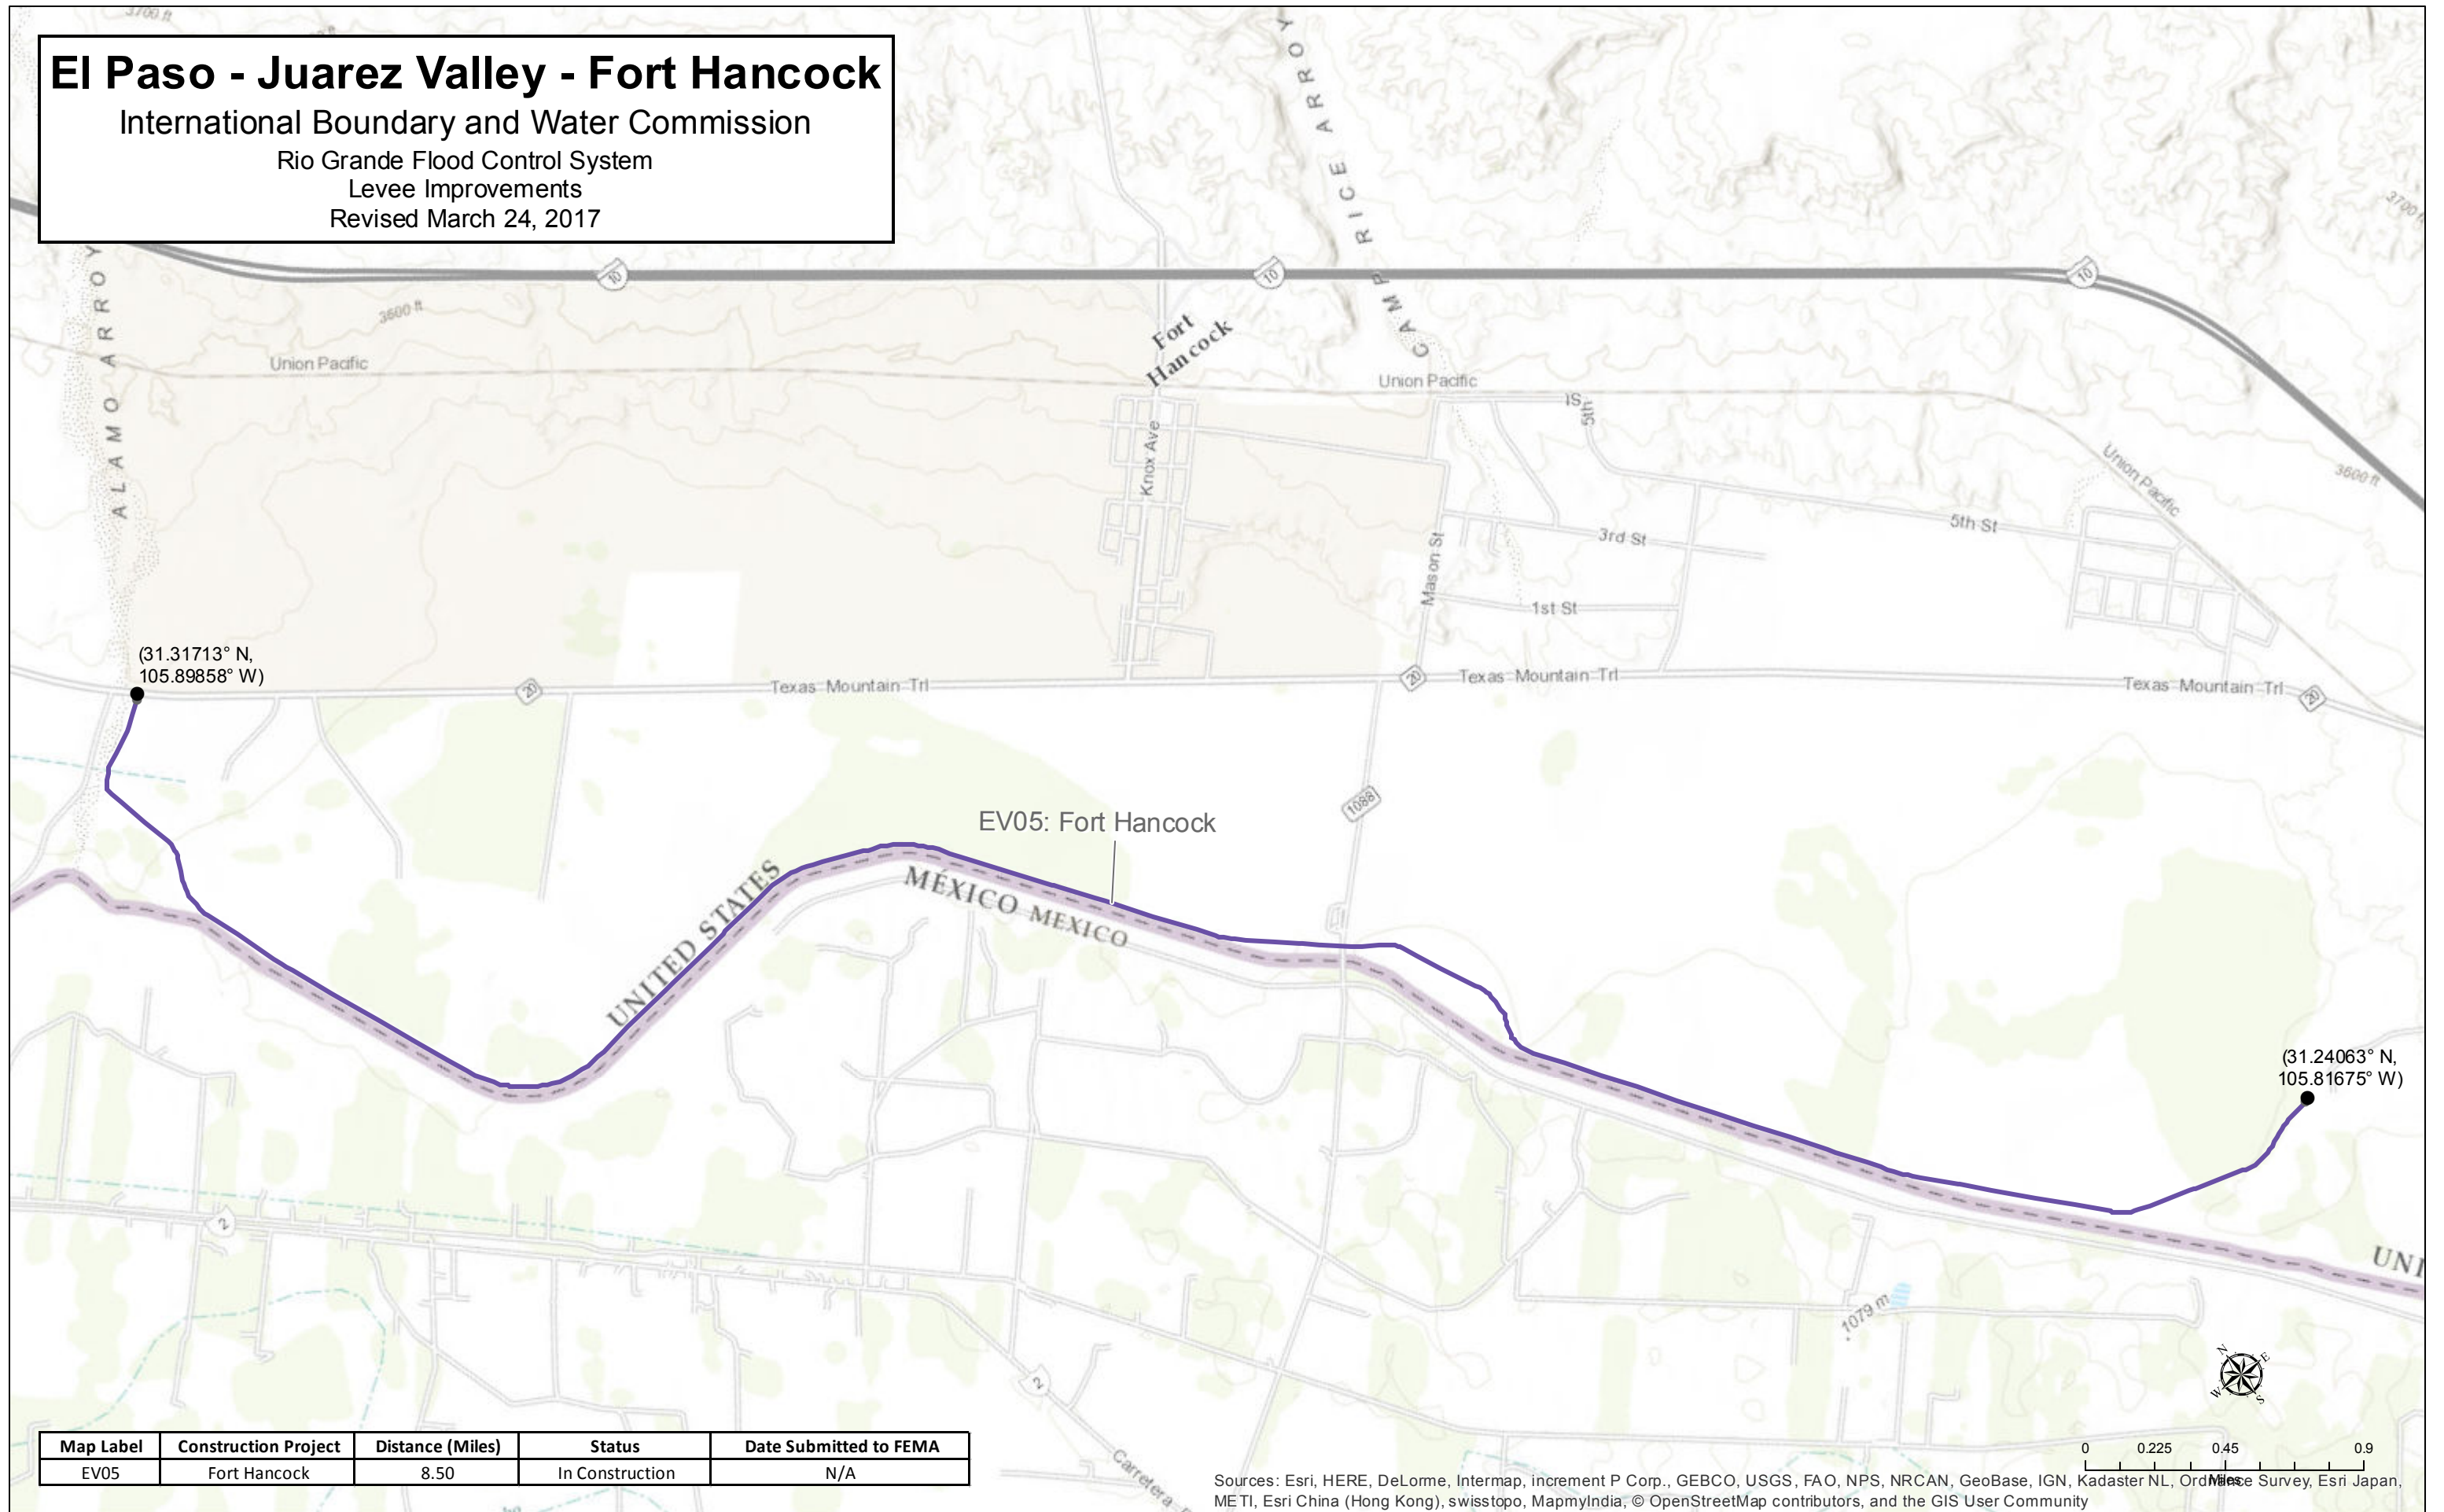 3700 ft
El Paso - Juarez Valley - Fort Hancock
International Boundary and Water Commission
Rio Grande Flood Control System
Levee Improvements
Revised March 24, 2017
CAMP RICE ARROY
3700 ft
ALAMO ARROY
10
10
10
3600 ft
Fort
Hancock
Union Pacific
Union Pacific
Union Pacific
3600 ft
Knox Ave
5th
Mason St
3rd St
5th St
1st St
(31.31713° N,
105.89858° W)
20
Texas Mountain Trl
20
Texas Mountain Trl
Texas Mountain Trl
20
1088
EV05: Fort Hancock
UNITED STATES
MÉXICO MEXICO
(31.24063° N,
105.81675° W)
2
UNI
1079 m
2
N
E
W
S
Carretera
Map Label Construction Project Distance (Miles) Status Date Submitted to FEMA
EV05 Fort Hancock 8.50 In Construction N/A
0 0.225 0.45 0.9
Miles
Sources: Esri, HERE, DeLorme, Intermap, increment P Corp., GEBCO, USGS, FAO, NPS, NRCAN, GeoBase, IGN, Kadaster NL, Ordnance Survey, Esri Japan,
METI, Esri China (Hong Kong), swisstopo, MapmyIndia, © OpenStreetMap contributors, and the GIS User Community